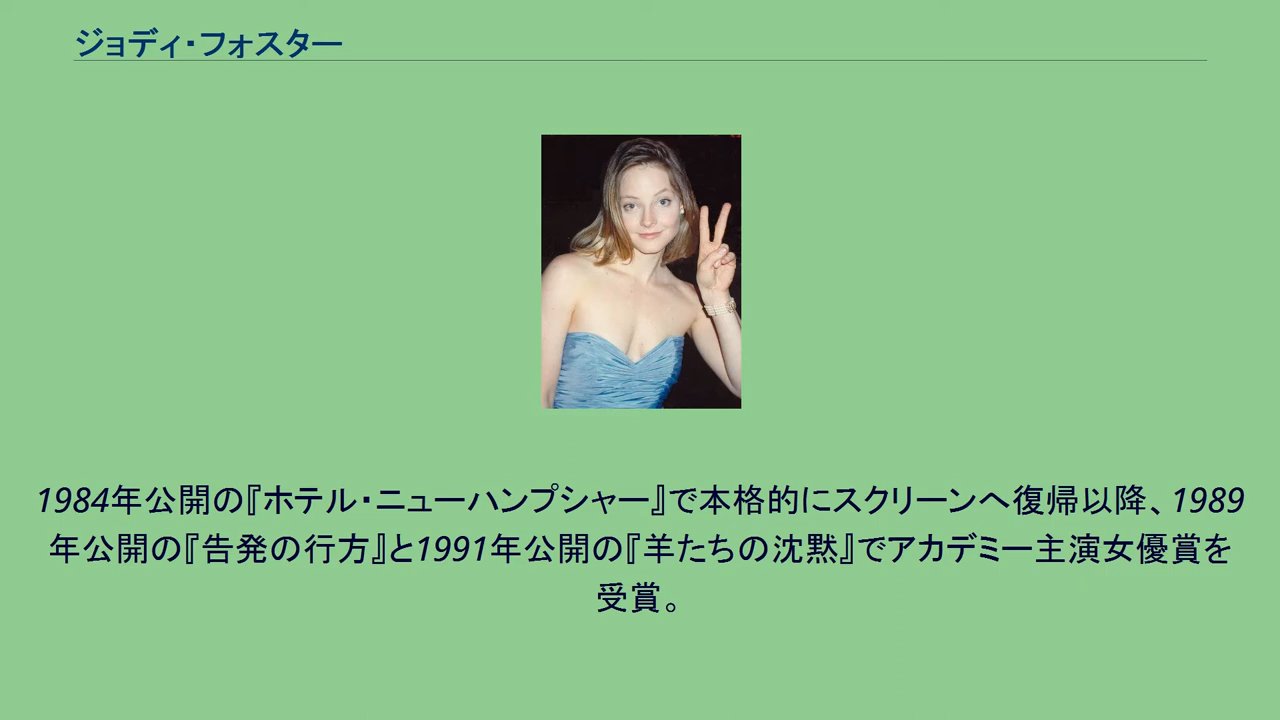 ジョディ・フォスター
1984年公開の『ホテル・ニューハンプシャー』で本格的にスクリーンへ復帰以降、1989
年公開の『告発の行方』と1991年公開の『羊たちの沈黙』でアカデミー主演女優賞を
受賞。